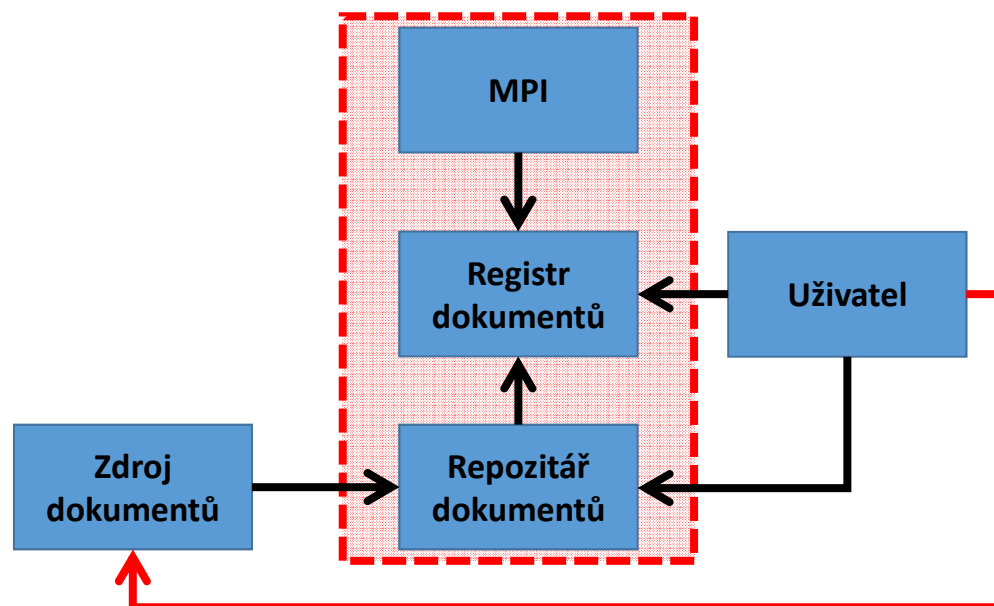 MPI
Registr
dokumentů
Uživatel
Zdroj
dokumentů
Repozitář
dokumentů